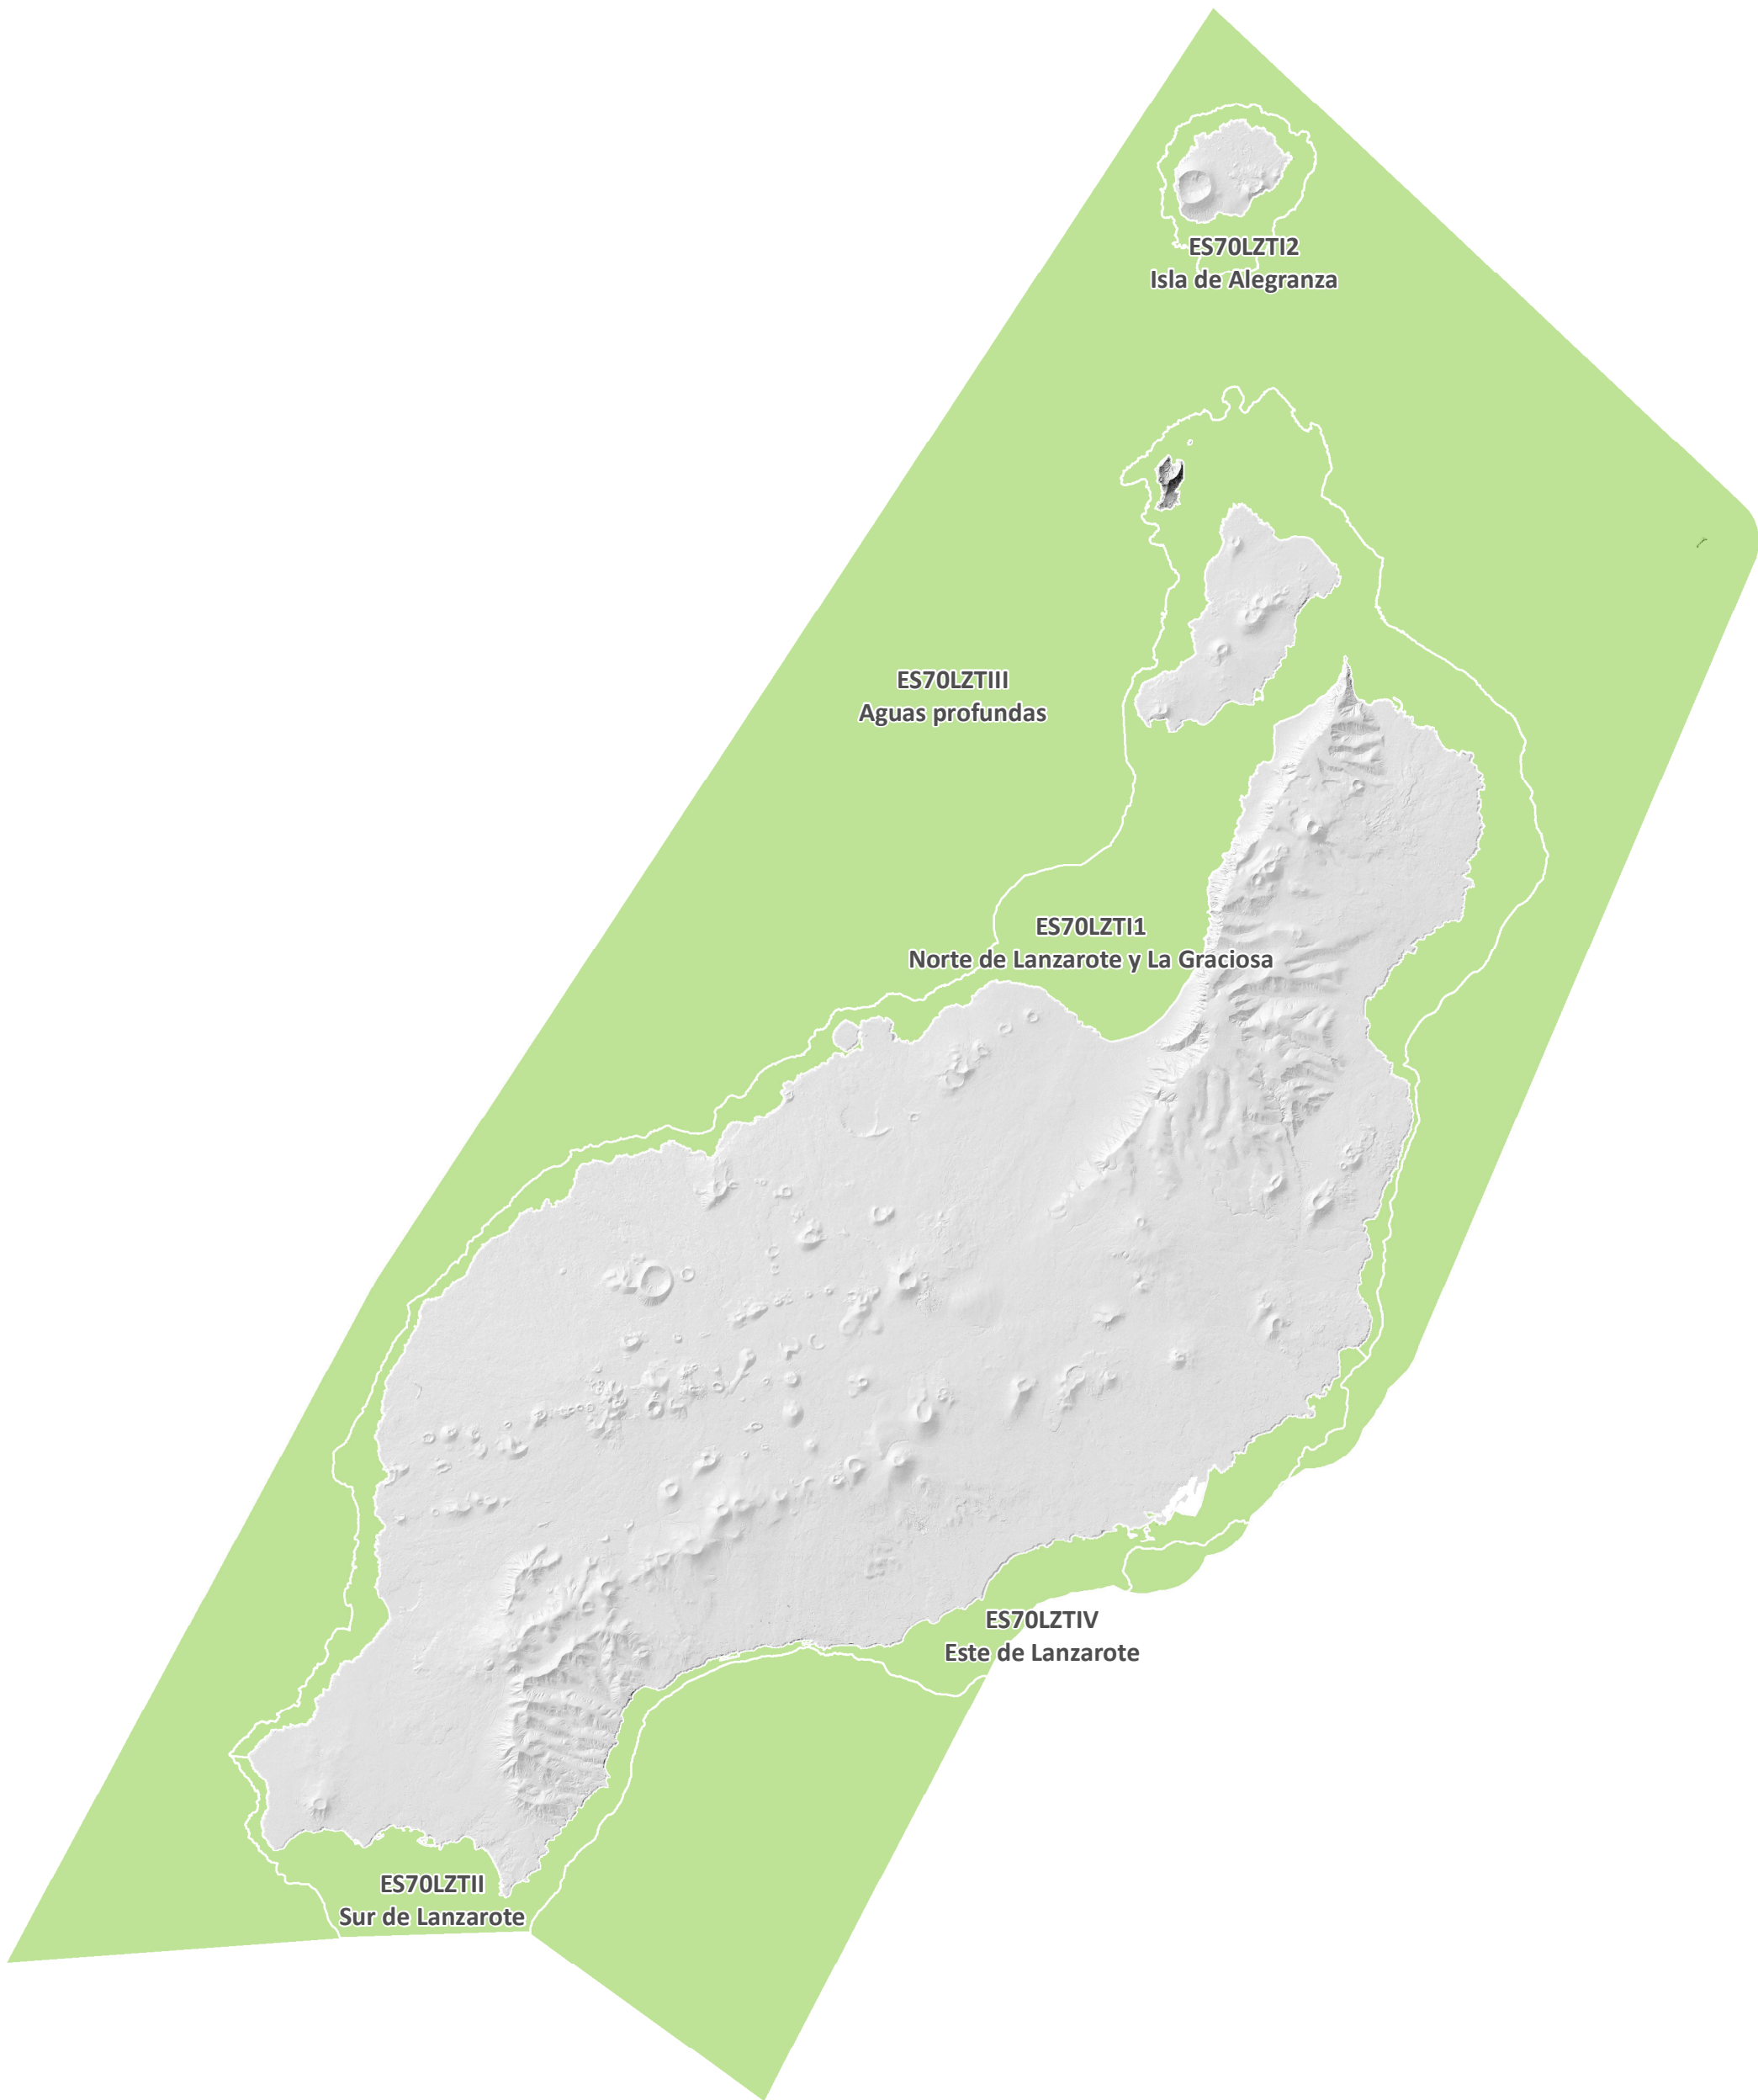 ES70LZTI2
Isla de Alegranza
ES70LZTIII
Aguas profundas
ES70LZTI1
Norte de Lanzarote y La Graciosa
ES70LZTIV
Este de Lanzarote
ES70LZTII
Sur de Lanzarote